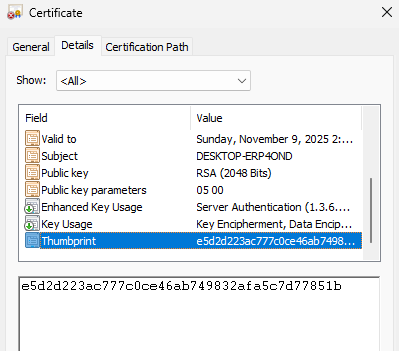 Certificate
General Details Certification Path
Show: <All>
Field Value
Valid to Sunday, November 9, 2025 2:...
Subject DESKTOP-ERP4OND
Public key RSA (2048 Bits)
Public key parameters 05 00
Enhanced Key Usage Server Authentication (1.3.6....
Key Usage Key Encipherment, Data Encip...
Thumbprint e5d2d223ac777c0ce46ab7498...
e5d2d223ac777c0ce46ab749832afa5c7d77851b